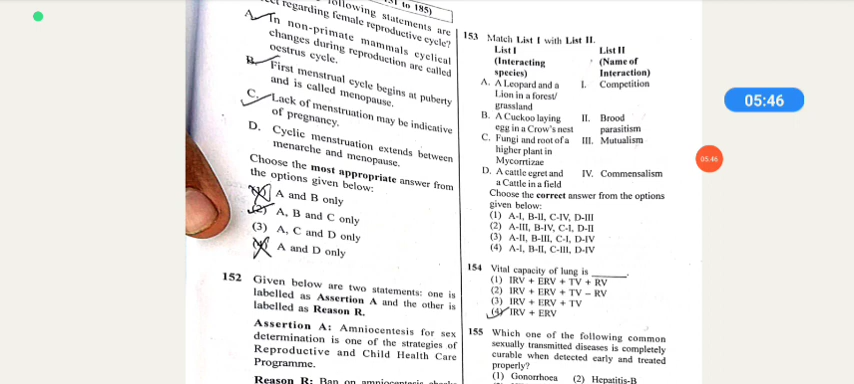 to 185)
following statements are
regarding female reproductive cycle?
A. In non-primate mammals cyclical
changes during reproduction are called
oestrus cycle.
B. First menstrual cycle begins at puberty
and is called menopause.
C. Lack of menstruation may be indicative
of pregnancy.
D. Cyclic menstruation extends between
menarche and menopause.
Choose the most appropriate answer from
the options given below:
(1) A and B only
(2) A, B and C only
(3) A, C and D only
(4) A and D only
152 Given below are two statements: one is
labelled as Assertion A and the other is
labelled as Reason R.
Assertion A: Amniocentesis for sex
determination is one of the strategies of
Reproductive and Child Health Care
Programme.
Reason R: Ban on amniocentesis
153 Match List I with List II.
List I List II
(Interacting (Name of
species) Interaction)
A. A Leopard and a I. Competition
Lion in a forest/
grassland
B. A Cuckoo laying II. Brood
egg in a Crow's nest parasitism
C. Fungi and root of a III. Mutualism
higher plant in
Mycorrhizae
D. A cattle egret and IV. Commensalism
a Cattle in a field
Choose the correct answer from the options
given below:
(1) A-I, B-II, C-IV, D-III
(2) A-III, B-IV, C-I, D-II
(3) A-II, B-III, C-I, D-IV
(4) A-I, B-II, C-III, D-IV
154 Vital capacity of lung is ______.
(1) IRV + ERV + TV + RV
(2) IRV + ERV + TV – RV
(3) IRV + ERV + TV
(4) IRV + ERV
155 Which one of the following common
sexually transmitted diseases is completely
curable when detected early and treated
properly?
(1) Gonorrhoea (2) Hepatitis-B
05:46
05:46